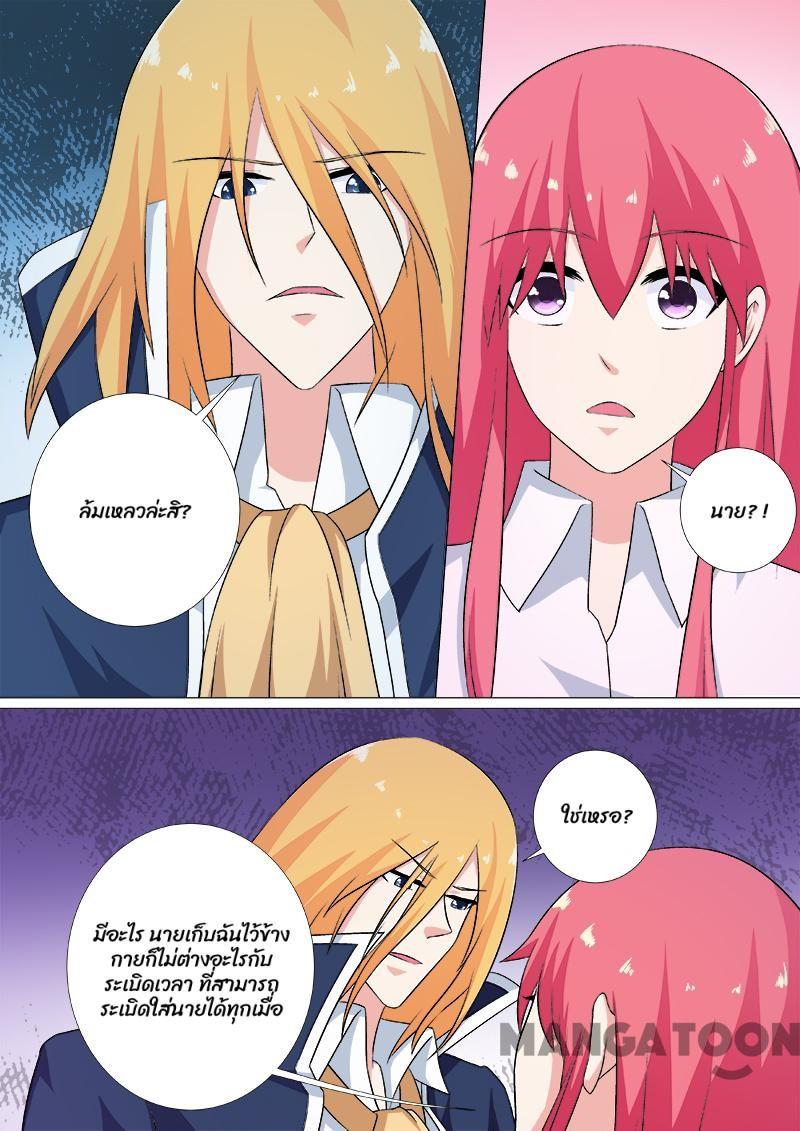 ล้มเหลวล่ะสิ?
นาย?!
ใช่เหรอ?
มีอะไร นายเก็บฉันไว้ข้าง
กายก็ไม่ต่างอะไรกับ
ระเบิดเวลา ที่สามารถ
ระเบิดใส่นายได้ทุกเมื่อ
MANGATOON